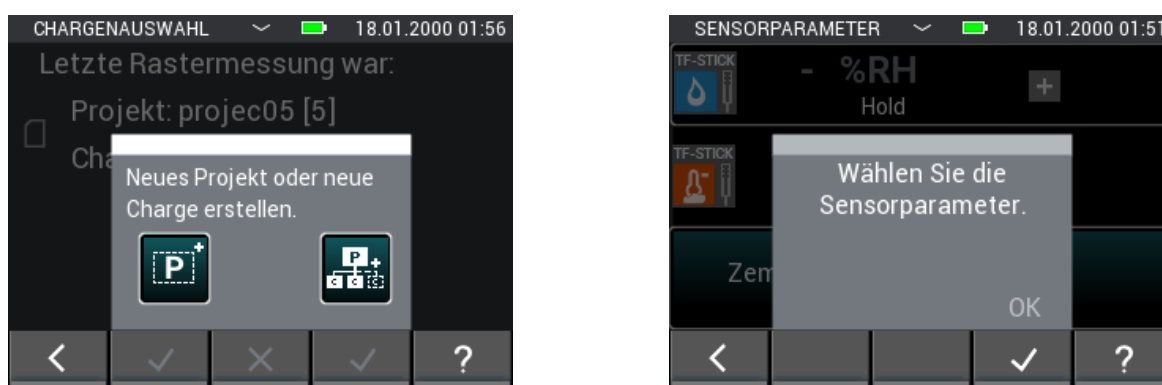 CHARGENAUSWAHL 18.01.2000 01:56
Letzte Rastermessung war:
Projekt: projec05 [5]
Cha
Neues Projekt oder neue
Charge erstellen.
P+
P+
c c c
?
SENSORPARAMETER 18.01.2000 01:51
TF-STICK
- %RH
+
Hold
TF-STICK
Wählen Sie die
Sensorparameter.
Zem
OK
?